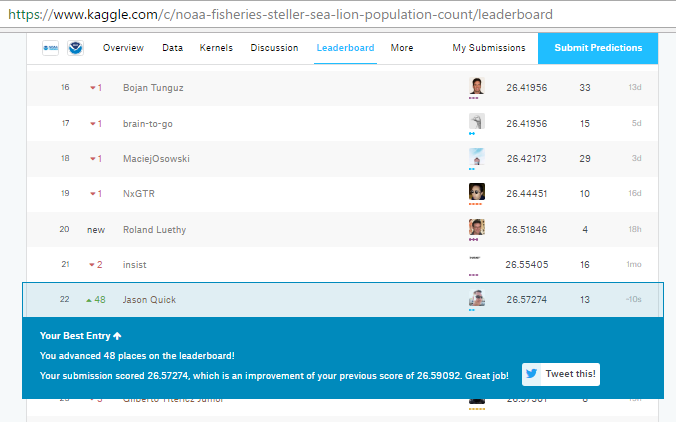 https://www.kaggle.com/c/noaa-fisheries-steller-sea-lion-population-count/leaderboard
Overview Data Kernels Discussion Leaderboard More My Submissions Submit Predictions
16 1 Bojan Tunguz 26.41956 33 13d
17 1 brain-to-go 26.41956 15 5d
18 1 MaciejOsowski 26.42173 29 3d
19 1 NxGTR 26.44451 10 16d
20 new Roland Luethy 26.51846 4 18h
21 2 insist 26.55405 16 1mo
22 48 Jason Quick 26.57274 13 -10s
Your Best Entry
You advanced 48 places on the leaderboard!
Your submission scored 26.57274, which is an improvement of your previous score of 26.59092. Great job! Tweet this!